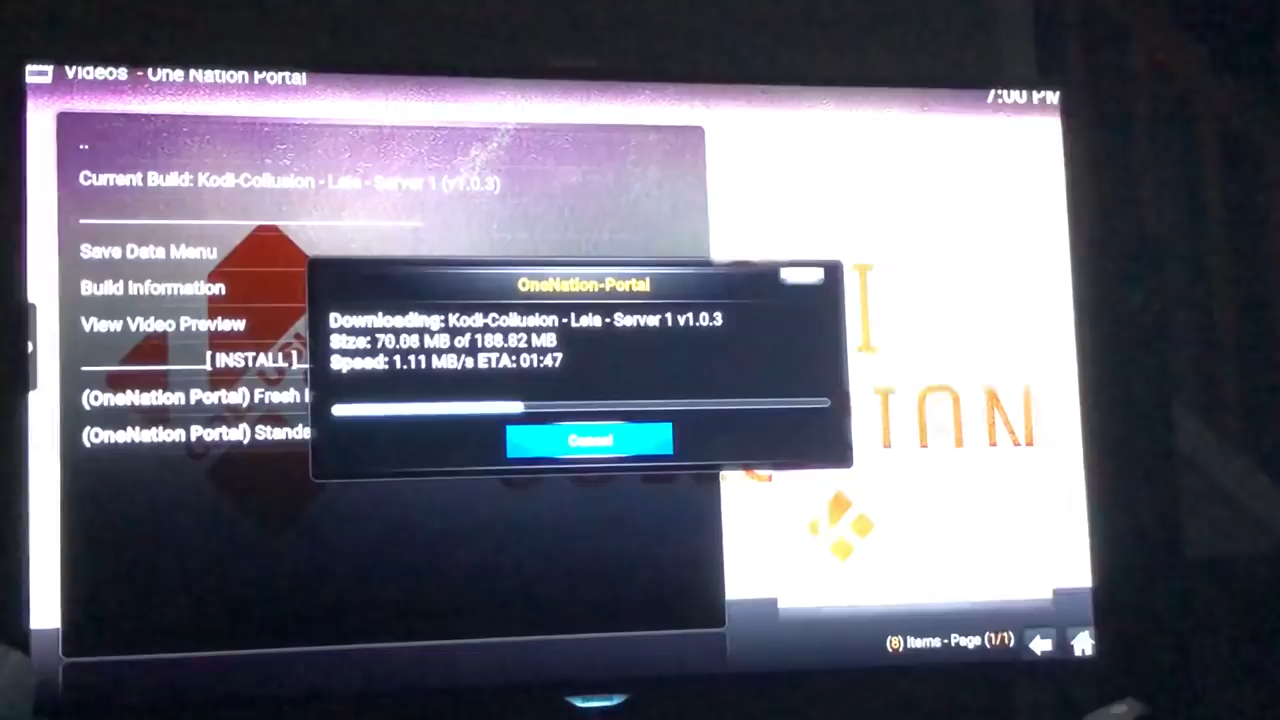 Videos - One Nation Portal
7:00 PM
..
Current Build: Kodi-Collusion - Leia - Server 1 (v1.0.3)
Save Data Menu
Build Information
View Video Preview
[ INSTALL ]
(OneNation Portal) Fresh I
(OneNation Portal) Standa
OneNation-Portal
Downloading: Kodi-Collusion - Leia - Server 1 v1.0.3
Size: 70.08 MB of 188.82 MB
Speed: 1.11 MB/s ETA: 01:47
Cancel
(8) Items - Page (1/1)